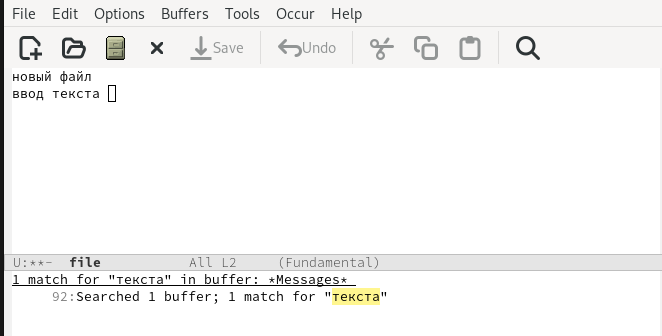 File Edit Options Buffers Tools Occur Help
Save Undo
новый файл
ввод текста
U:**- file All L2 (Fundamental)
1 match for "текста" in buffer: *Messages*
92:Searched 1 buffer; 1 match for "текста"